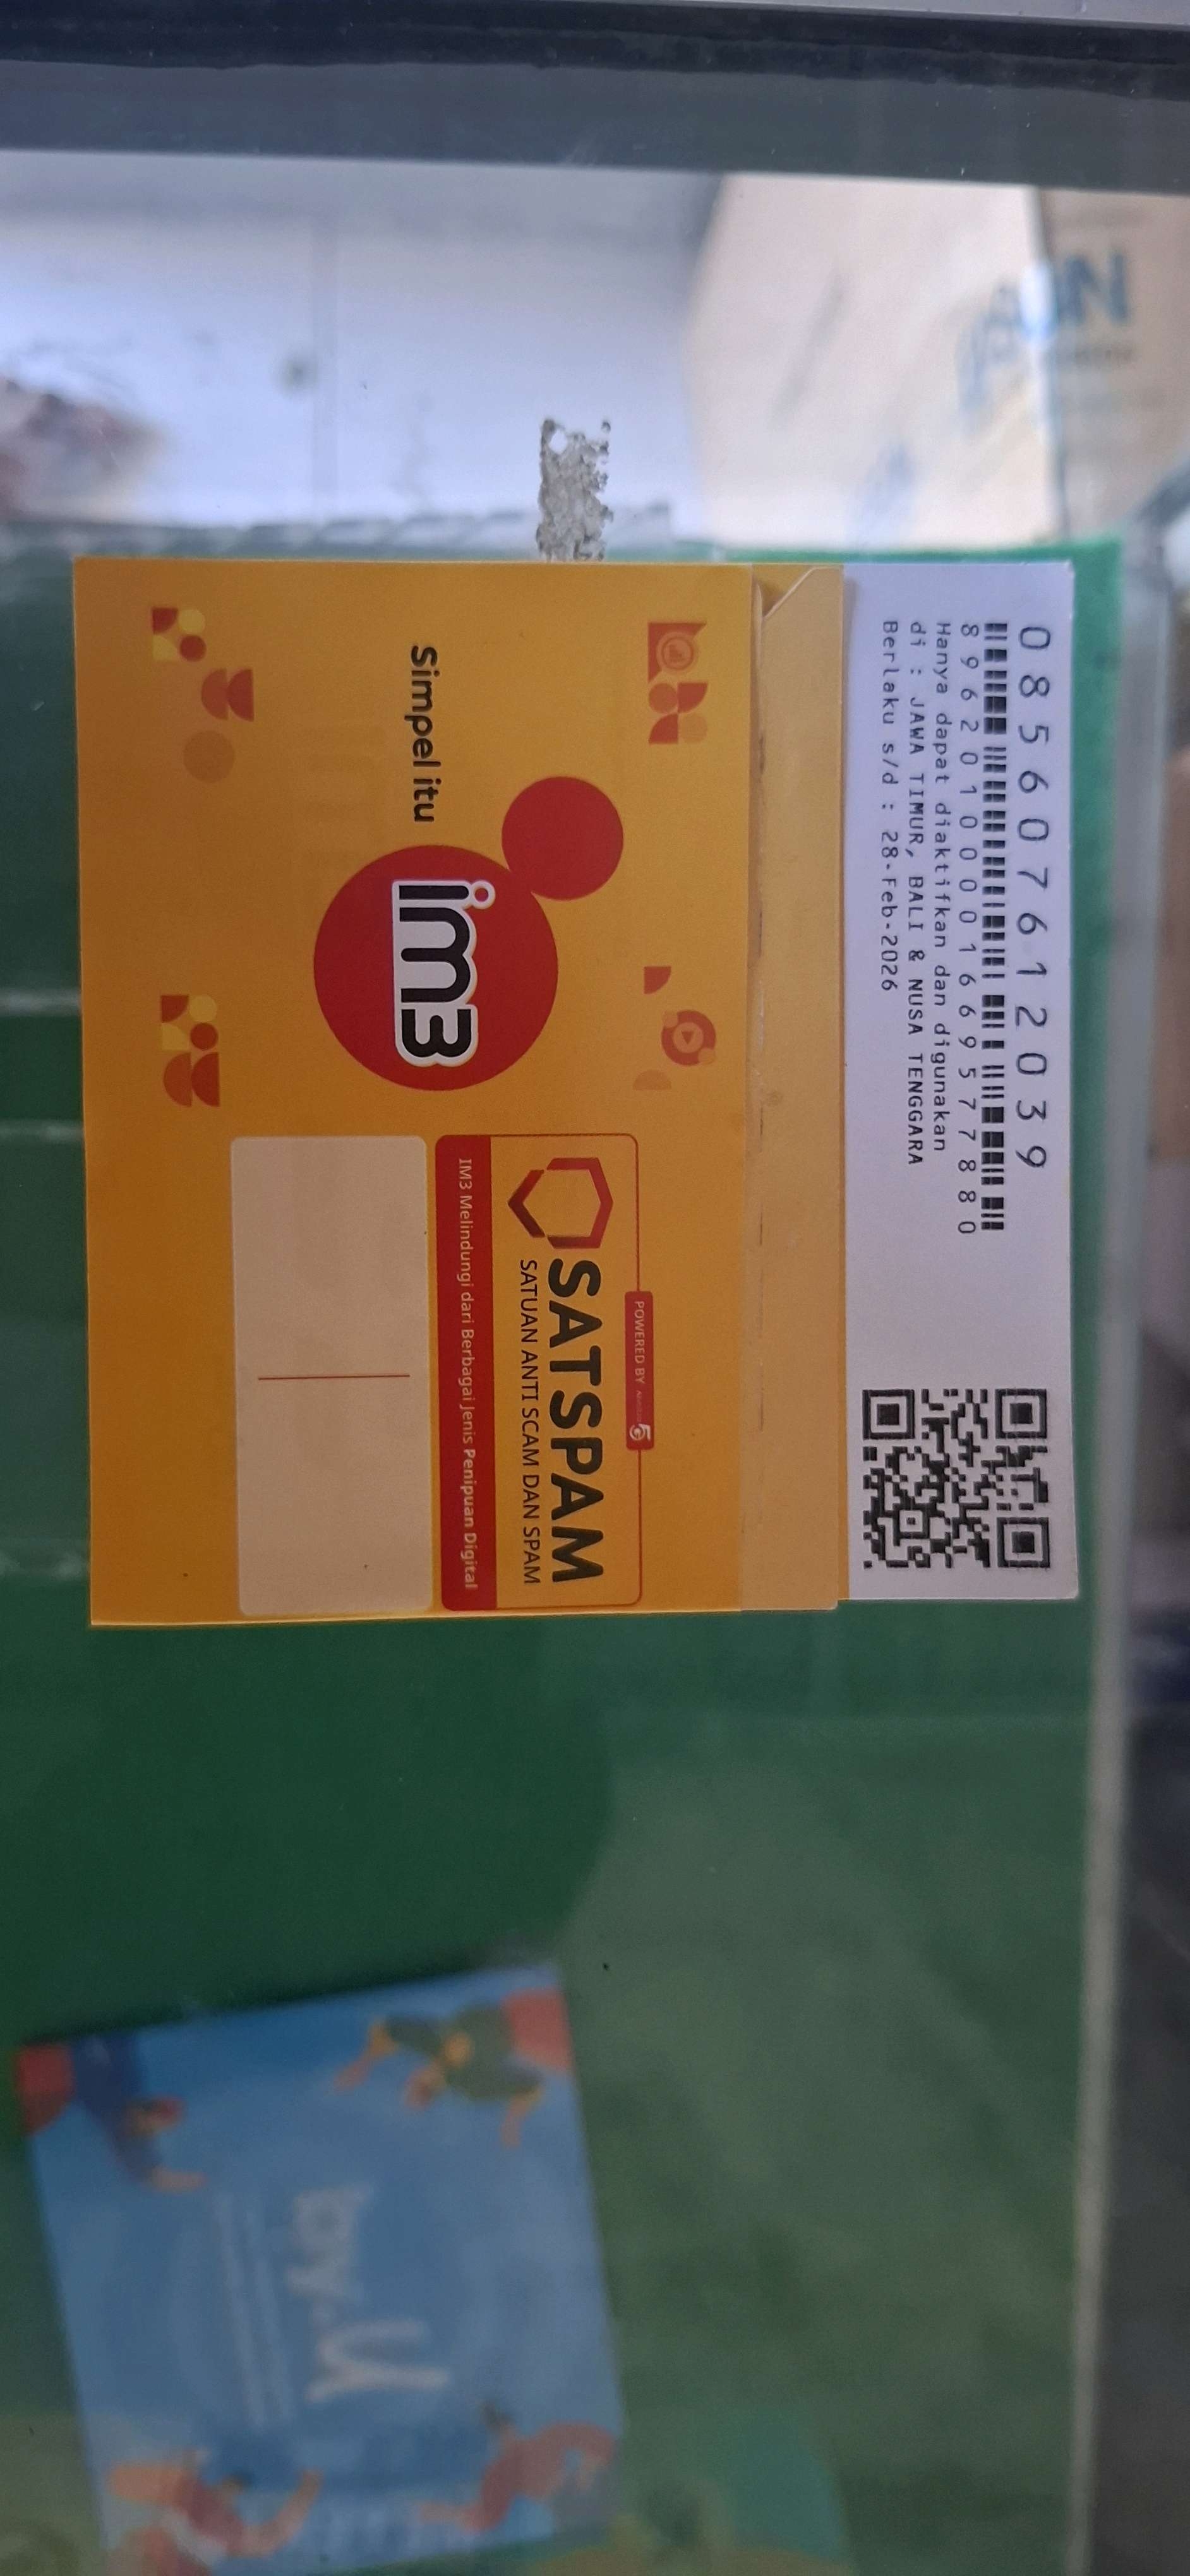 085607612039
8962010000166957780
Hanya dapat diaktifkan dan digunakan
di : JAWA TIMUR, BALI & NUSA TENGGARA
Berlaku s/d : 28-Feb-2026
Simpel itu
im3
POWERED BY
5G
SATSPAM
SATUAN ANTI SCAM DAN SPAM
IM3 Melindungi dari Berbagai Jenis Penipuan Digital
by.U